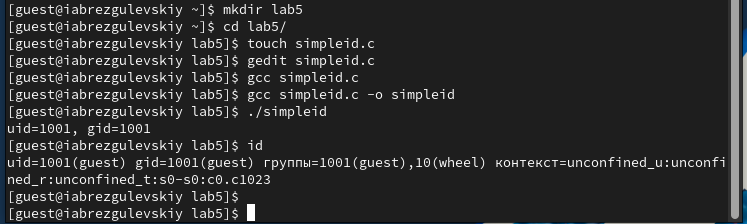 [guest@iabrezgulevskiy ~]$ mkdir lab5
[guest@iabrezgulevskiy ~]$ cd lab5/
[guest@iabrezgulevskiy lab5]$ touch simpleid.c
[guest@iabrezgulevskiy lab5]$ gedit simpleid.c
[guest@iabrezgulevskiy lab5]$ gcc simpleid.c
[guest@iabrezgulevskiy lab5]$ gcc simpleid.c -o simpleid
[guest@iabrezgulevskiy lab5]$ ./simpleid
uid=1001, gid=1001
[guest@iabrezgulevskiy lab5]$ id
uid=1001(guest) gid=1001(guest) группы=1001(guest),10(wheel) контекст=unconfined_u:unconfi
ned_r:unconfined_t:s0-s0:c0.c1023
[guest@iabrezgulevskiy lab5]$
[guest@iabrezgulevskiy lab5]$